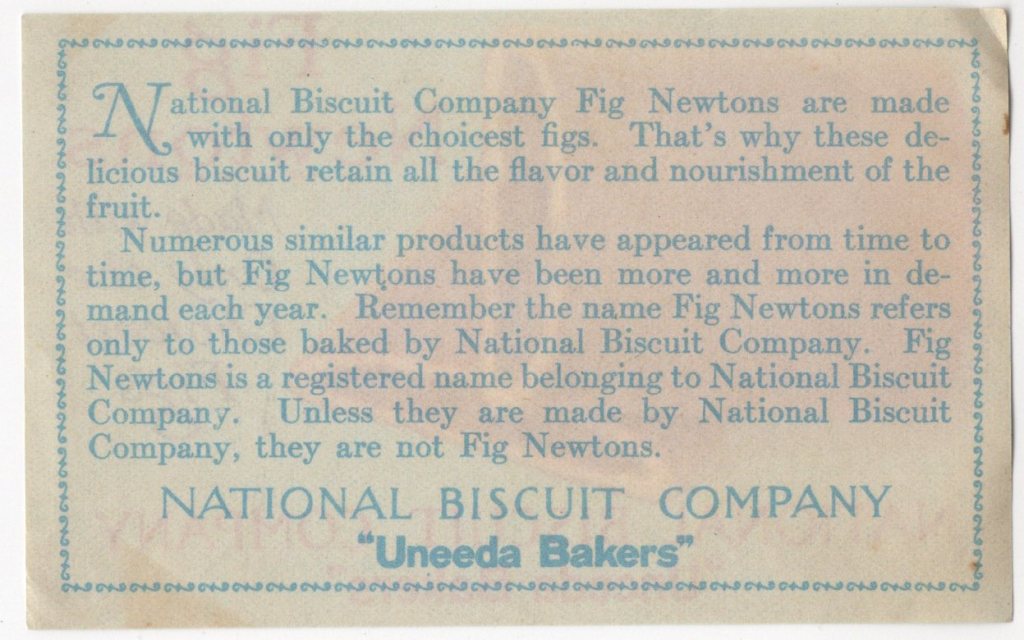 National Biscuit Company Fig Newtons are made
with only the choicest figs. That's why these de-
licious biscuit retain all the flavor and nourishment of the
fruit.
Numerous similar products have appeared from time to
time, but Fig Newtons have been more and more in de-
mand each year. Remember the name Fig Newtons refers
only to those baked by National Biscuit Company. Fig
Newtons is a registered name belonging to National Biscuit
Company. Unless they are made by National Biscuit
Company, they are not Fig Newtons.
NATIONAL BISCUIT COMPANY
"Uneeda Bakers"